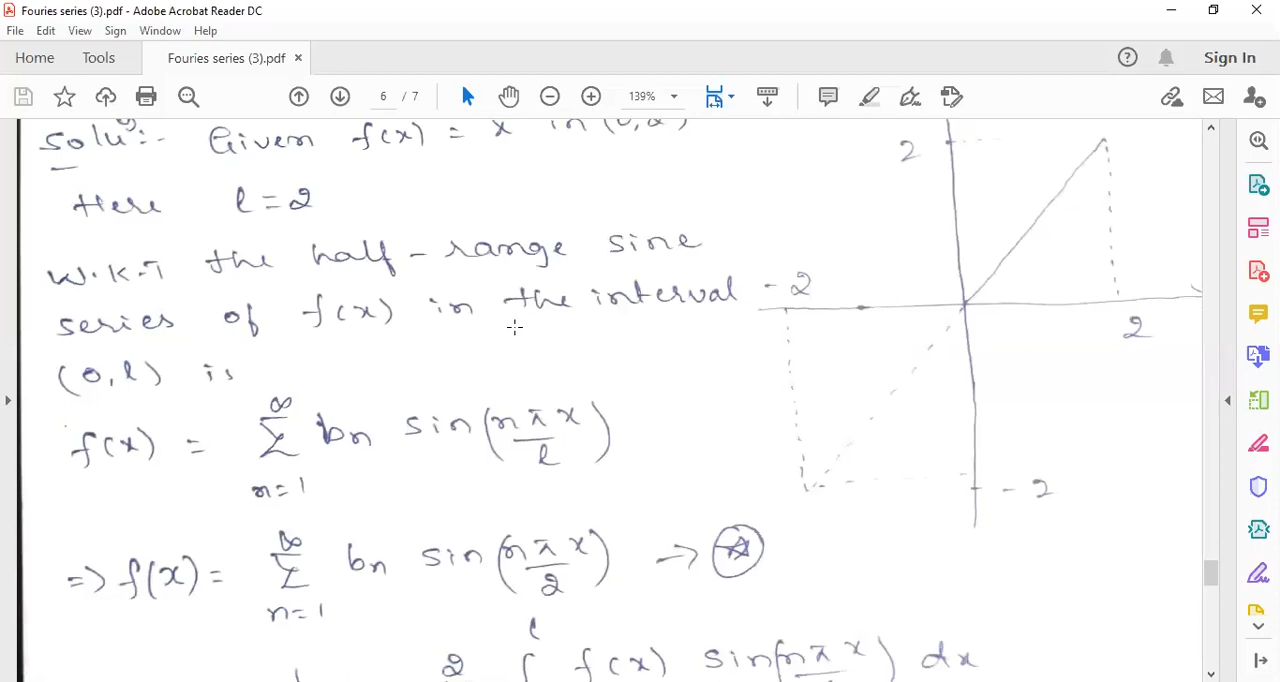 Fouries series (3).pdf - Adobe Acrobat Reader DC
File Edit View Sign Window Help
Home Tools Fouries series (3).pdf × Sign In
6 / 7 139%
Soluⁿ:- Given f(x) = x in (0,2)
Here l=2
W.K.T the half-range sine
series of f(x) in the interval
(0,l) is
f(x) = ∞ Σ n=1 bn sin(nπx/l)
=> f(x) = ∞ Σ n=1 bn sin(nπx/2) → ☆
2 ∫ l f(x) sin(nπx) dx
2
-2
2
-2